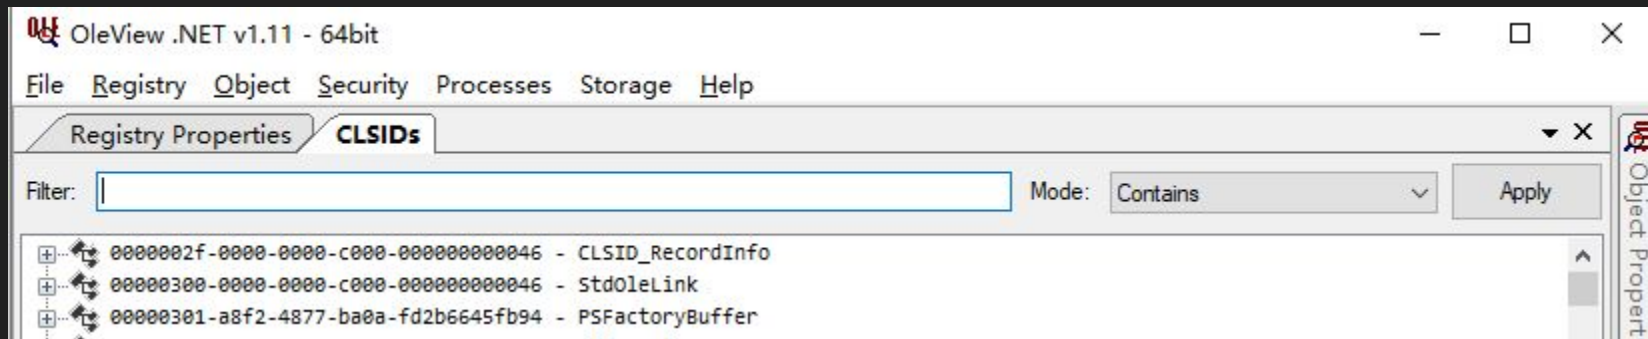 OleView .NET v1.11 - 64bit
File Registry Object Security Processes Storage Help
Registry Properties CLSIDs
Filter: Mode: Contains Apply
0000002f-0000-0000-c000-000000000046 - CLSID_RecordInfo
00000300-0000-0000-c000-000000000046 - StdOleLink
00000301-a8f2-4877-ba0a-fd2b6645fb94 - PSFactoryBuffer
Object Propert